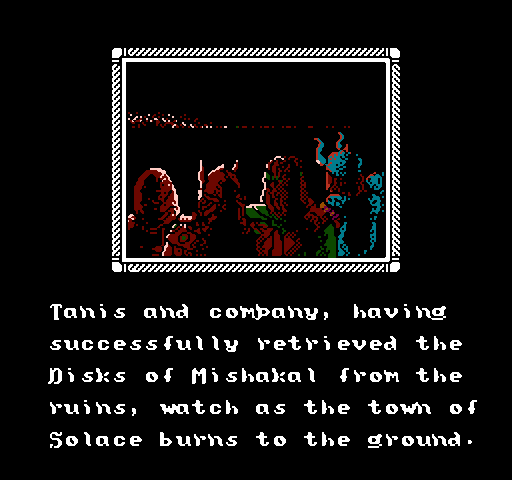 Tanis and company, having
successfully retrieved the
Disks of Mishakal from the
ruins, watch as the town of
Solace burns to the ground.